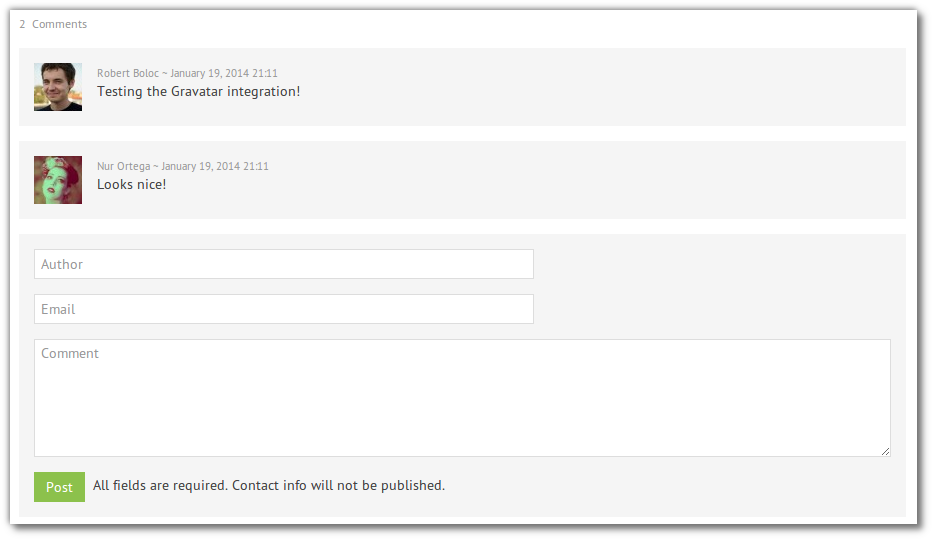 2 Comments
Robert Boloc ~ January 19, 2014 21:11
Testing the Gravatar integration!
Nur Ortega ~ January 19, 2014 21:11
Looks nice!
Author
Email
Comment
Post All fields are required. Contact info will not be published.